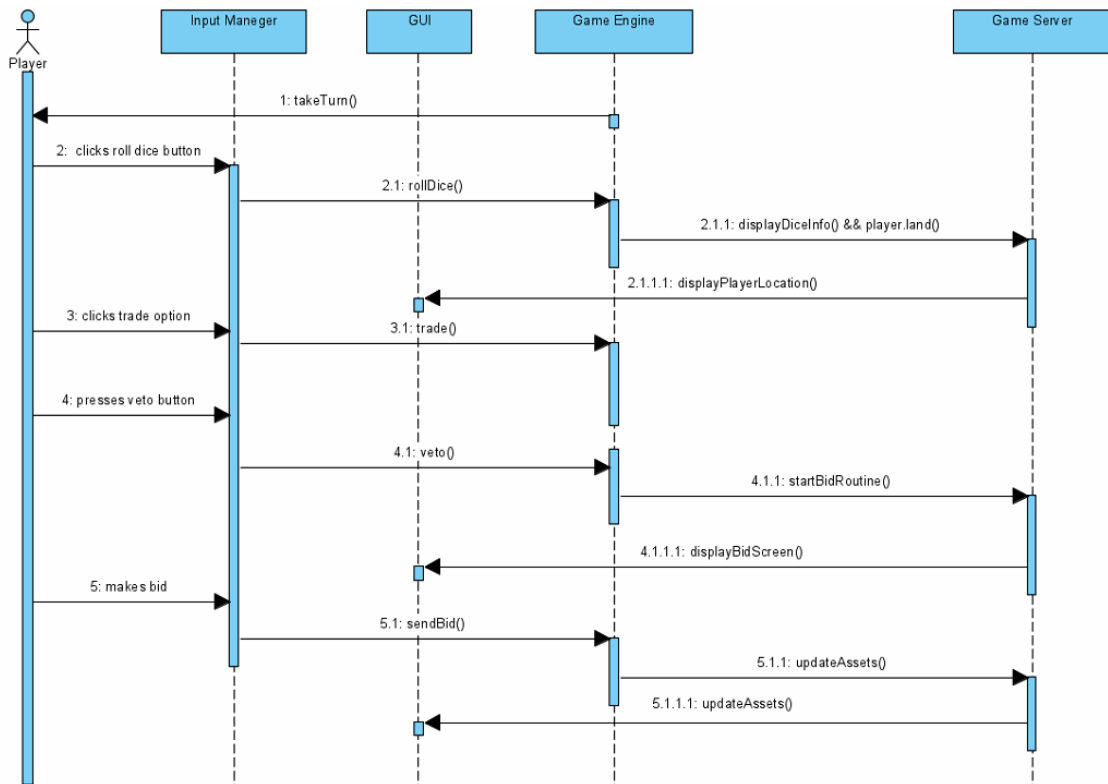 Player
Input Maneger
GUI
Game Engine
Game Server
1: takeTurn()
2: clicks roll dice button
2.1: rollDice()
2.1.1: displayDiceInfo() && player.land()
2.1.1.1: displayPlayerLocation()
3: clicks trade option
3.1: trade()
4: presses veto button
4.1: veto()
4.1.1: startBidRoutine()
4.1.1.1: displayBidScreen()
5: makes bid
5.1: sendBid()
5.1.1: updateAssets()
5.1.1.1: updateAssets()